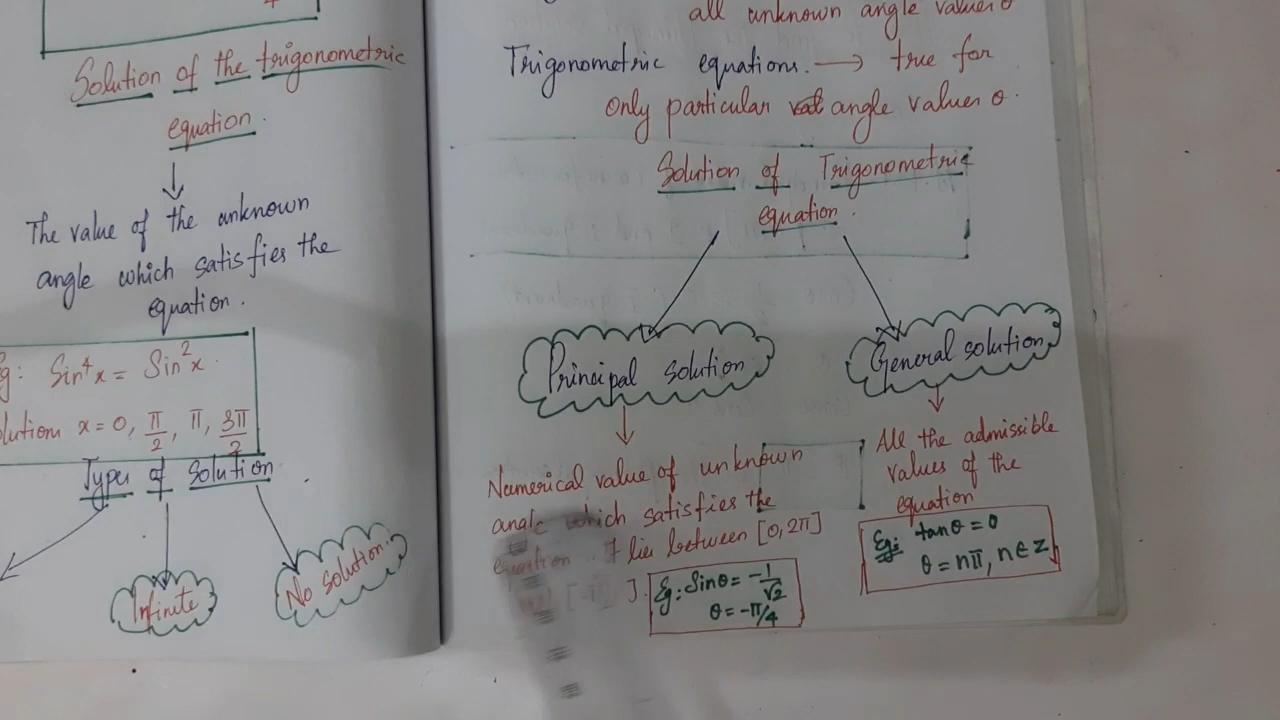 Solution of the trigonometric
equation.
The value of the unknown
angle which satisfies the
equation.
g: Sin⁴x = Sin²x
lution x = 0, π/2, π, 3π/2
Type of Solution
Infinite
No solution
all unknown angle values θ
Trigonometric equations. → true for
only particular angle values θ.
Solution of Trigonometric
equation.
Principal solution
Numerical value of unknown
angle which satisfies the
equation. I lies between [0, 2π]
Eg: Sinθ = -1/√2
θ = -π/4
General solution
All the admissible
values of the
equation
Eg: tanθ = 0
θ = nπ, n∈z